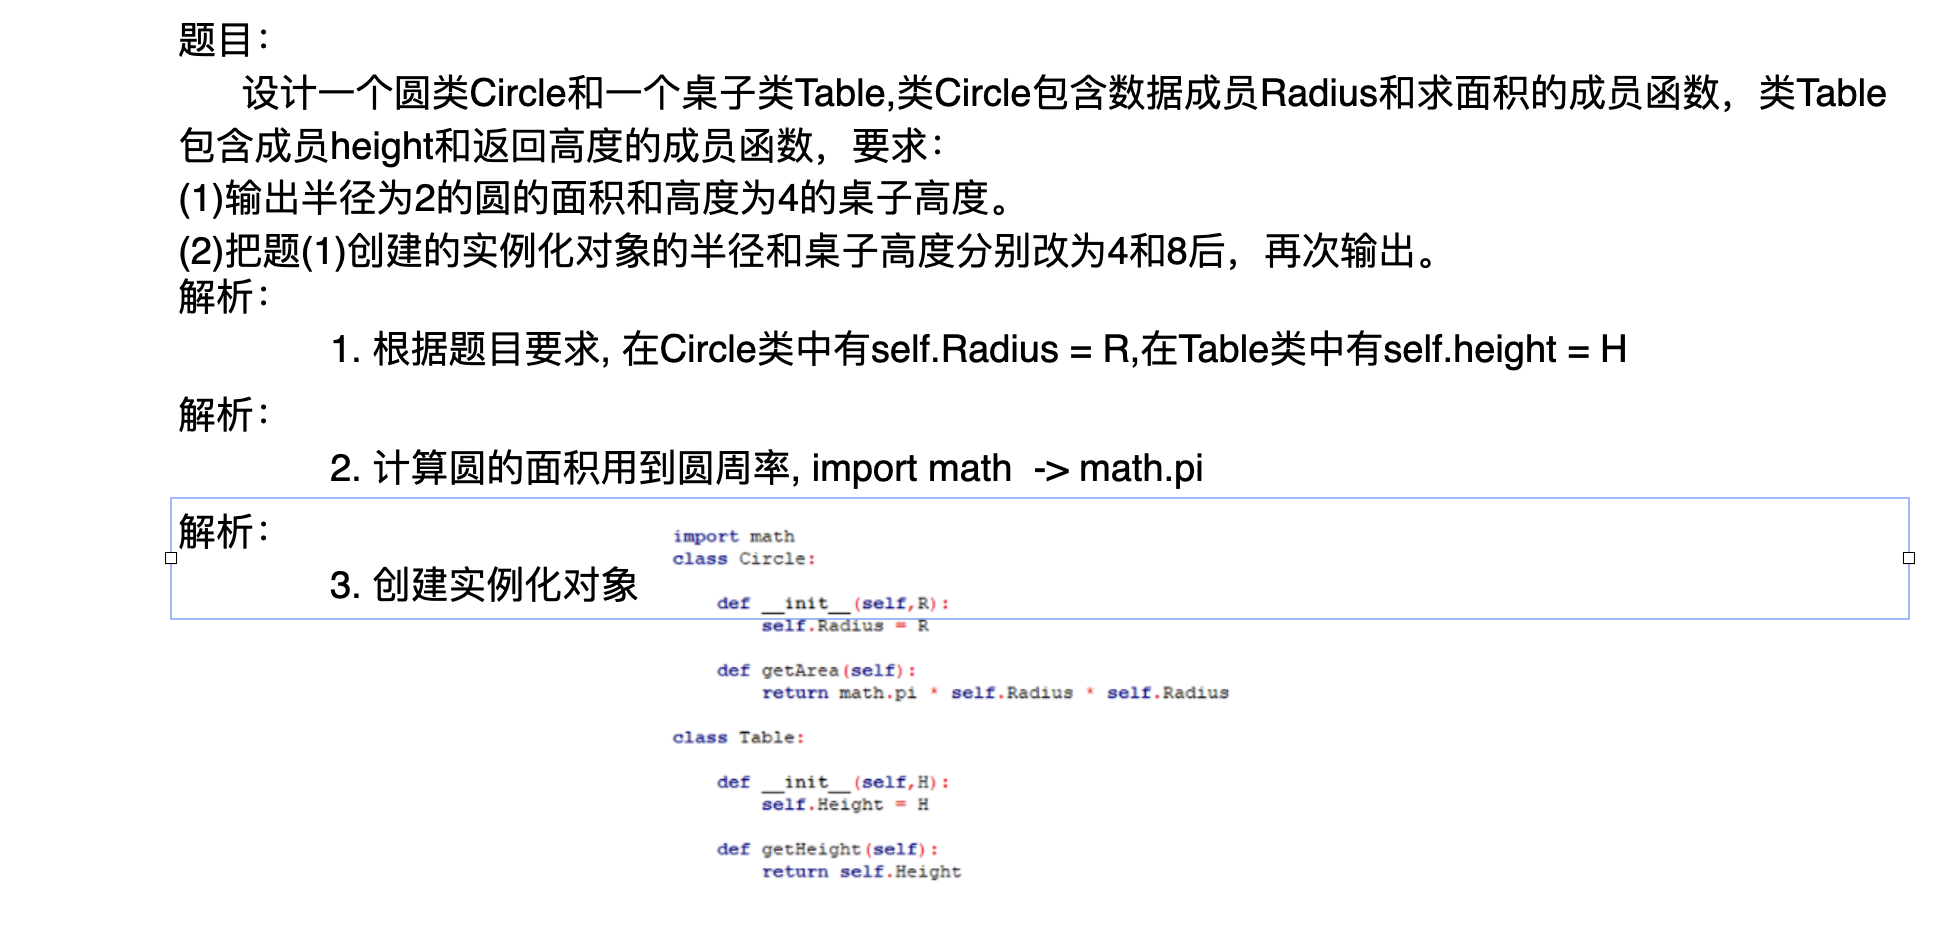 题目：
设计一个圆类Circle和一个桌子类Table,类Circle包含数据成员Radius和求面积的成员函数，类Table
包含成员height和返回高度的成员函数，要求：
(1)输出半径为2的圆的面积和高度为4的桌子高度。
(2)把题(1)创建的实例化对象的半径和桌子高度分别改为4和8后，再次输出。
解析：
1. 根据题目要求, 在Circle类中有self.Radius = R,在Table类中有self.height = H
解析：
2. 计算圆的面积用到圆周率, import math  -> math.pi
解析：
3. 创建实例化对象
import math
class Circle:
def __init__(self,R):
self.Radius = R
def getArea(self):
return math.pi * self.Radius * self.Radius
class Table:
def __init__(self,H):
self.Height = H
def getHeight(self):
return self.Height